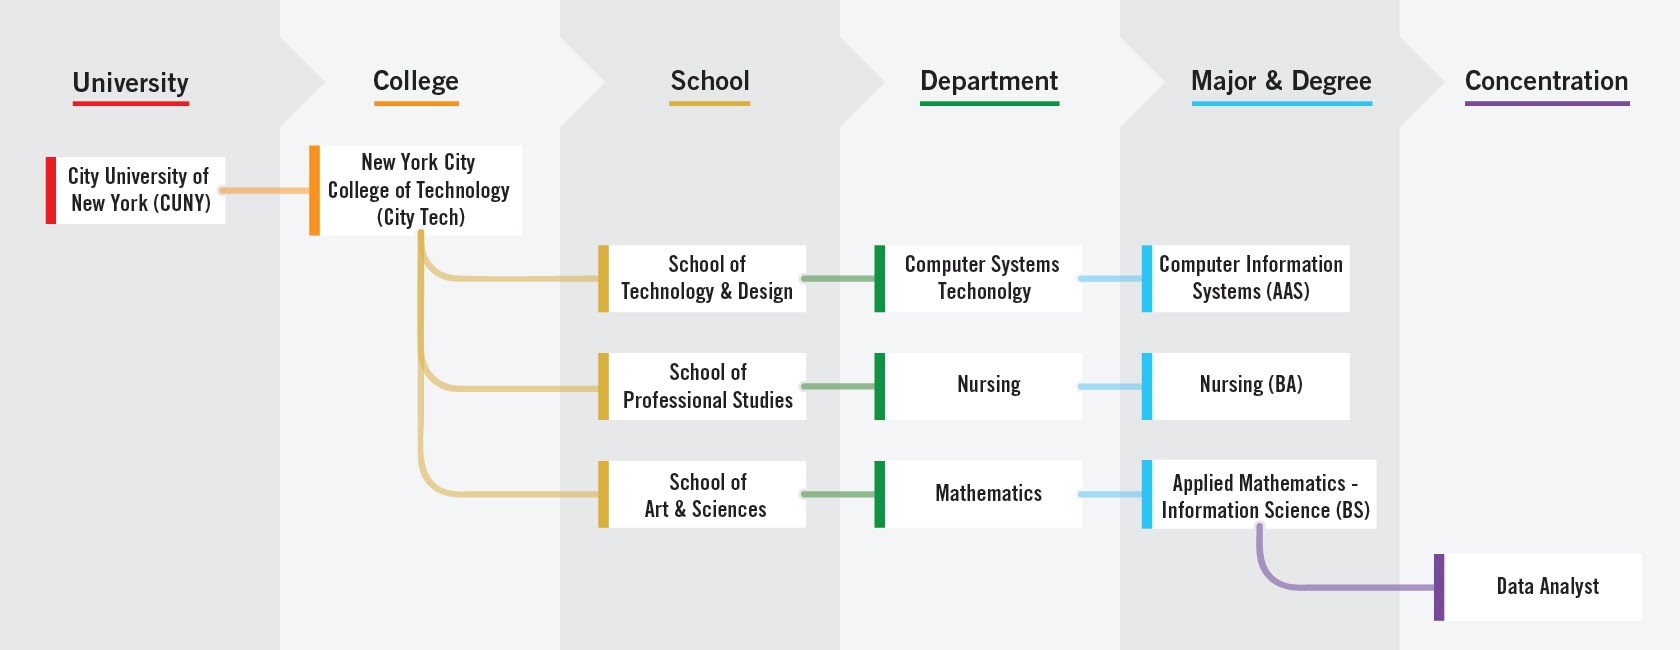 University
College
School
Department
Major & Degree
Concentration
City University of
New York (CUNY)
New York City
College of Technology
(City Tech)
School of
Technology & Design
Computer Systems
Techonolgy
Computer Information
Systems (AAS)
School of
Professional Studies
Nursing
Nursing (BA)
School of
Art & Sciences
Mathematics
Applied Mathematics -
Information Science (BS)
Data Analyst